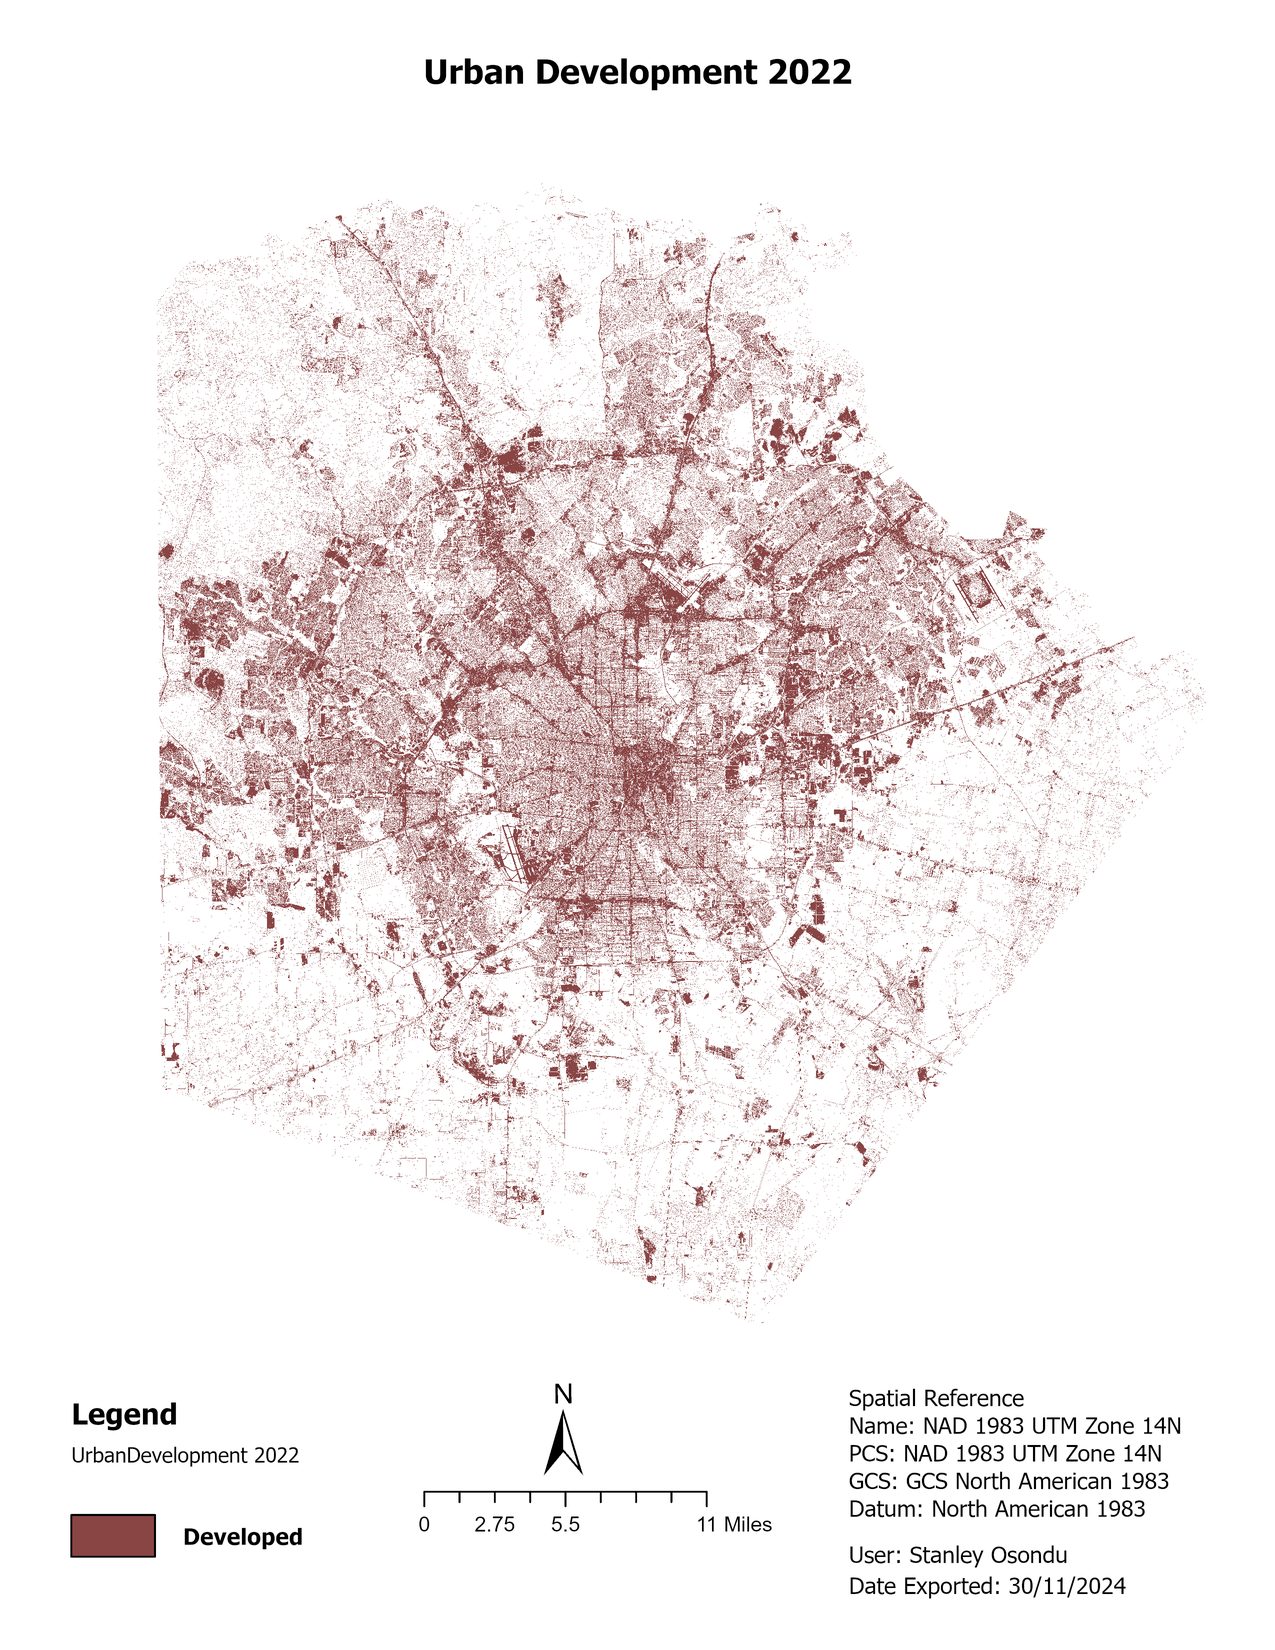 Urban Development 2022
Legend
UrbanDevelopment 2022
Developed
N
0 2.75 5.5 11 Miles
Spatial Reference
Name: NAD 1983 UTM Zone 14N
PCS: NAD 1983 UTM Zone 14N
GCS: GCS North American 1983
Datum: North American 1983
User: Stanley Osondu
Date Exported: 30/11/2024